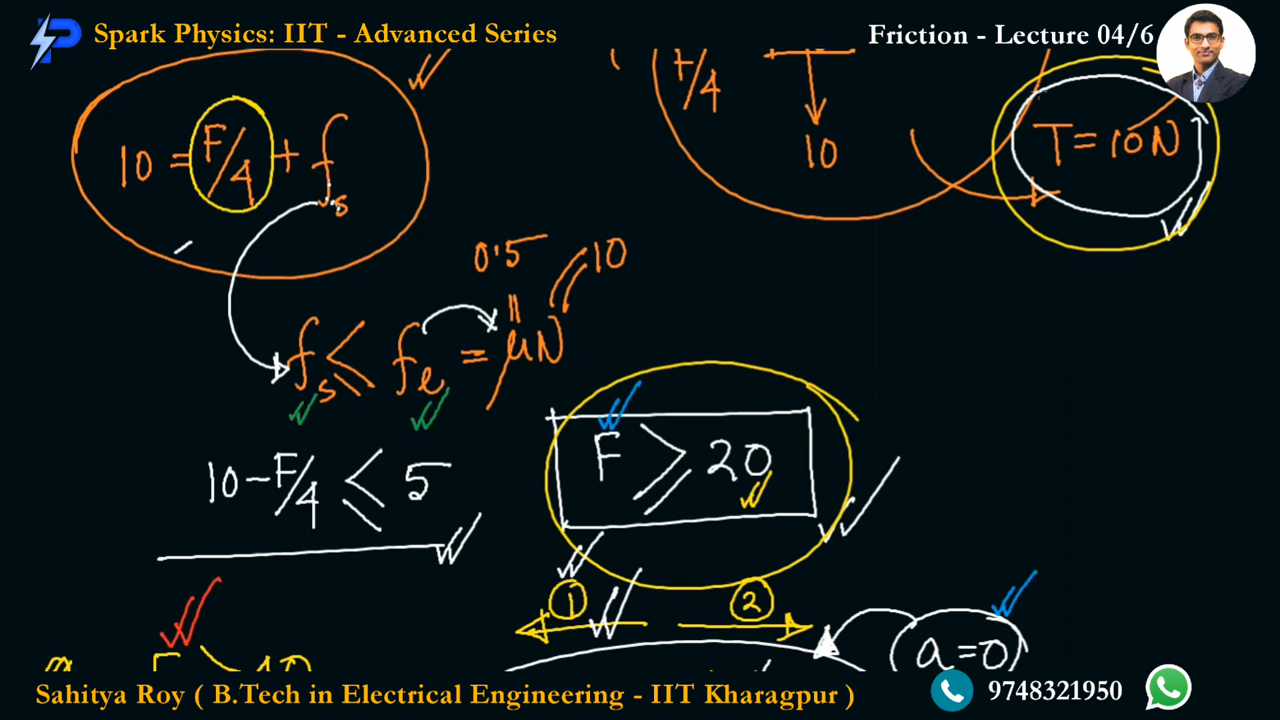 Spark Physics: IIT - Advanced Series
Friction - Lecture 04/6
F/4
10 = F/4 + fs
10
T = 10N
0.5
10
fs ≤ fl = μN
10 - F/4 ≤ 5
F ≥ 20
1
2
a = 0
Sahitya Roy ( B.Tech in Electrical Engineering - IIT Kharagpur )
9748321950